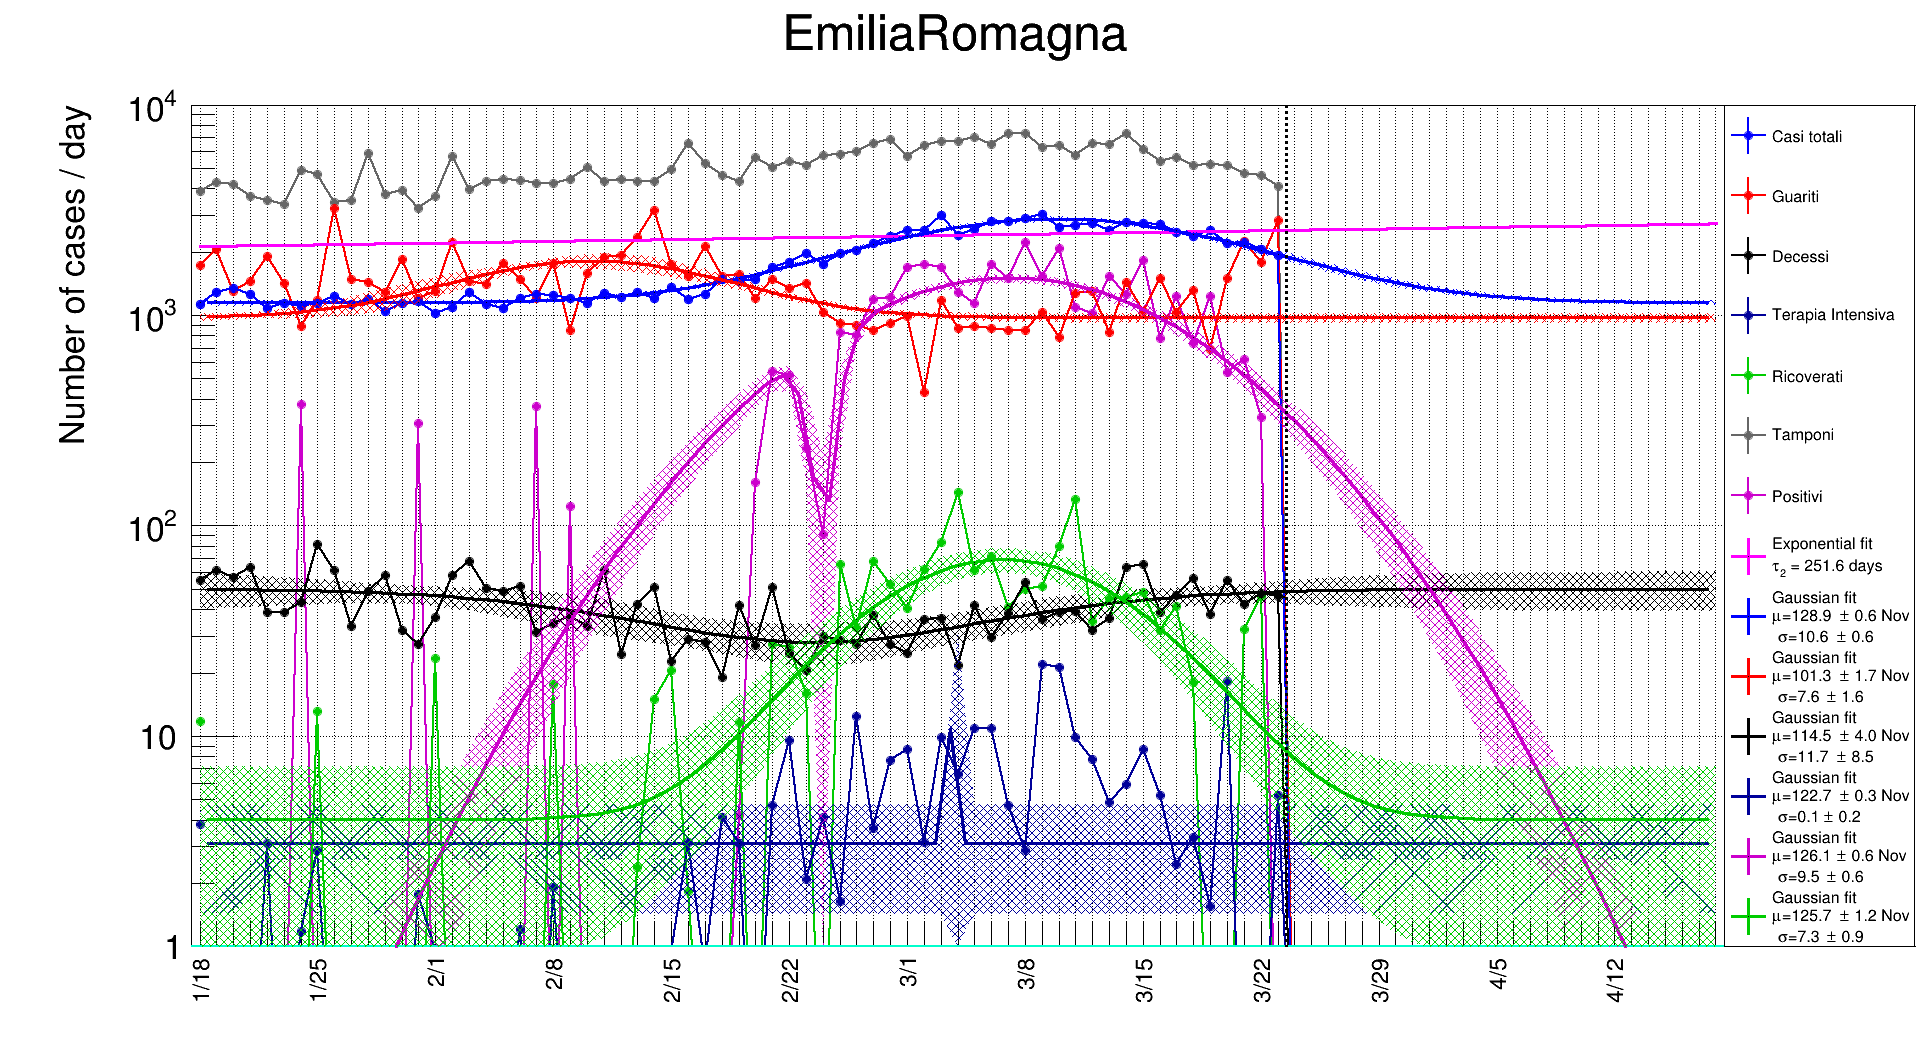 EmiliaRomagna
Number of cases / day
10⁴
10³
10²
10
1
1/18
1/25
2/1
2/8
2/15
2/22
3/1
3/8
3/15
3/22
3/29
4/5
4/12
Casi totali
Guariti
Decessi
Terapia Intensiva
Ricoverati
Tamponi
Positivi
Exponential fit
τ₂ = 251.6 days
Gaussian fit
μ=128.9 ± 0.6 Nov
σ=10.6 ± 0.6
Gaussian fit
μ=101.3 ± 1.7 Nov
σ=7.6 ± 1.6
Gaussian fit
μ=114.5 ± 4.0 Nov
σ=11.7 ± 8.5
Gaussian fit
μ=122.7 ± 0.3 Nov
σ=0.1 ± 0.2
Gaussian fit
μ=126.1 ± 0.6 Nov
σ=9.5 ± 0.6
Gaussian fit
μ=125.7 ± 1.2 Nov
σ=7.3 ± 0.9